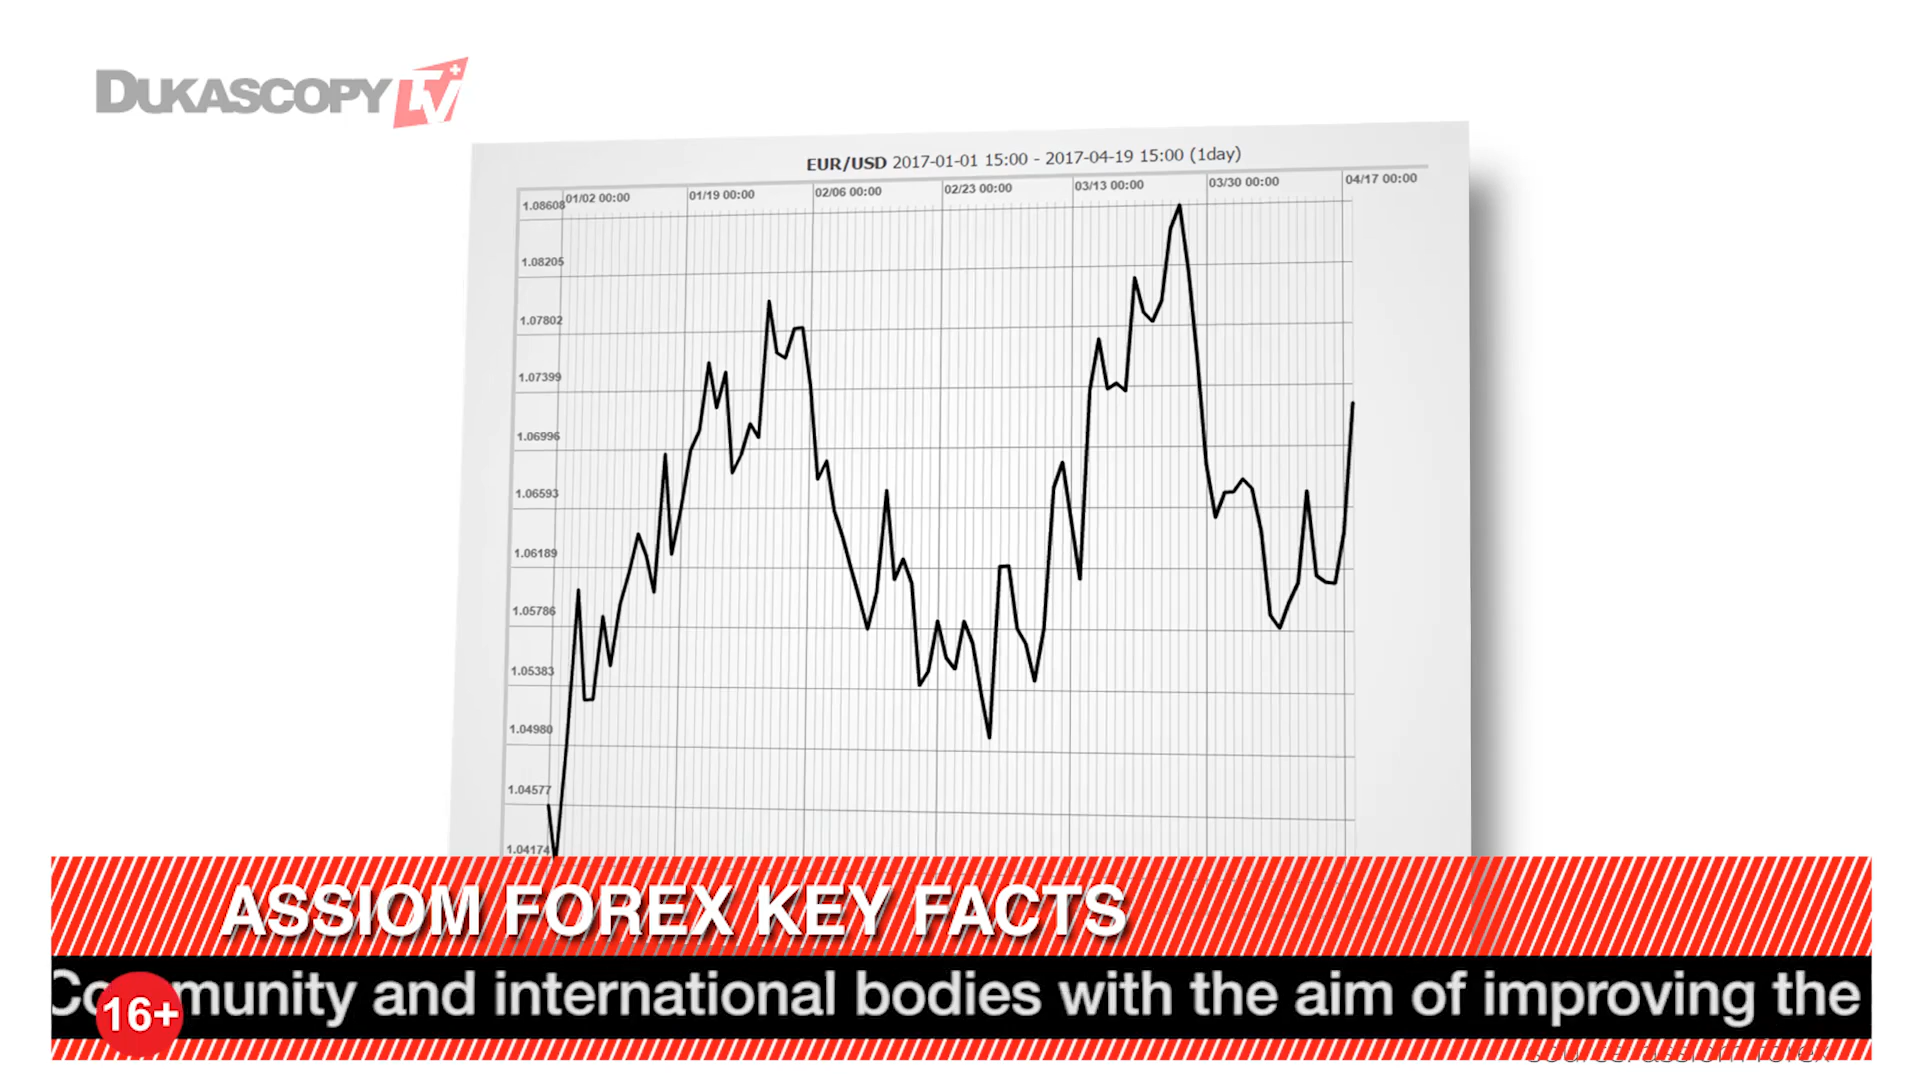 DUKASCOPY TV
EUR/USD 2017-01-01 15:00 - 2017-04-19 15:00 (1day)
01/02 00:00 01/19 00:00 02/06 00:00 02/23 00:00 03/13 00:00 03/30 00:00 04/17 00:00
1.08608
1.08205
1.07802
1.07399
1.06996
1.06593
1.06189
1.05786
1.05383
1.04980
1.04577
1.04174
ASSIOM FOREX KEY FACTS
and international bodies with the aim of improving the
16+
source: assiom forex